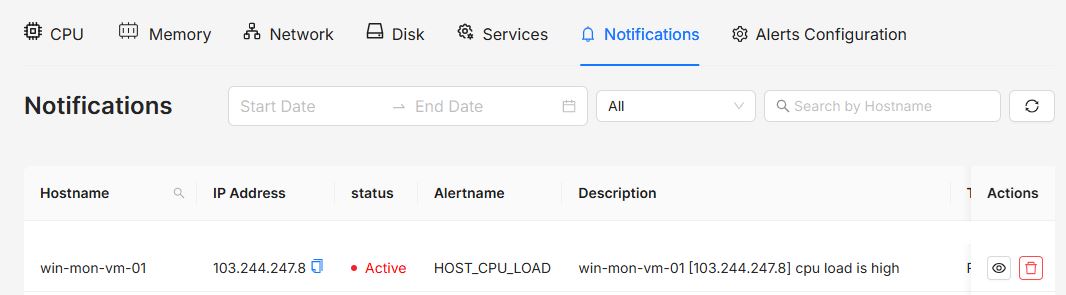 CPU Memory Network Disk Services Notifications Alerts Configuration
Notifications Start Date End Date All Search by Hostname
Hostname IP Address status Alertname Description Actions
win-mon-vm-01 103.244.247.8 Active HOST_CPU_LOAD win-mon-vm-01 [103.244.247.8] cpu load is high